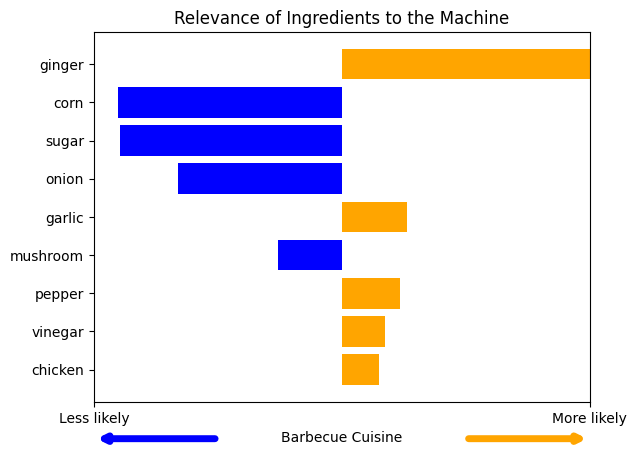 Relevance of Ingredients to the Machine
ginger
corn
sugar
onion
garlic
mushroom
pepper
vinegar
chicken
Less likely
More likely
Barbecue Cuisine